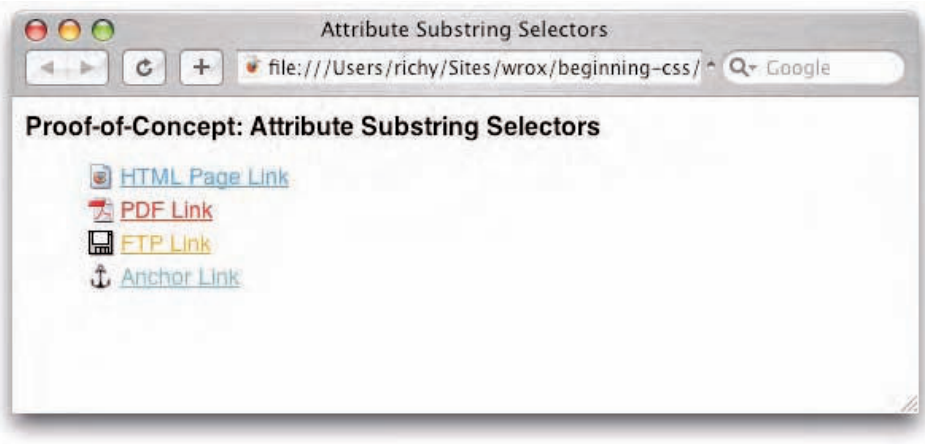 Attribute Substring Selectors
file:///Users/richy/Sites/wrox/beginning-css/
Google
Proof-of-Concept: Attribute Substring Selectors
HTML Page Link
PDF Link
FTP Link
Anchor Link